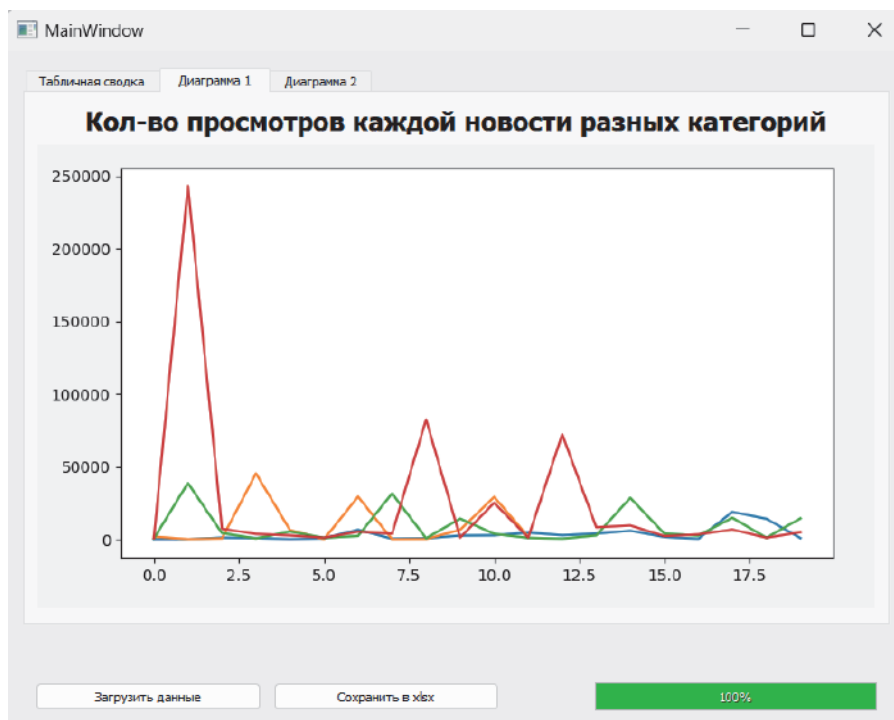 MainWindow
Табличная сводка Диаграмма 1 Диаграмма 2
Кол-во просмотров каждой новости разных категорий
250000
200000
150000
100000
50000
0
0.0 2.5 5.0 7.5 10.0 12.5 15.0 17.5
Загрузить данные Сохранить в xlsx 100%